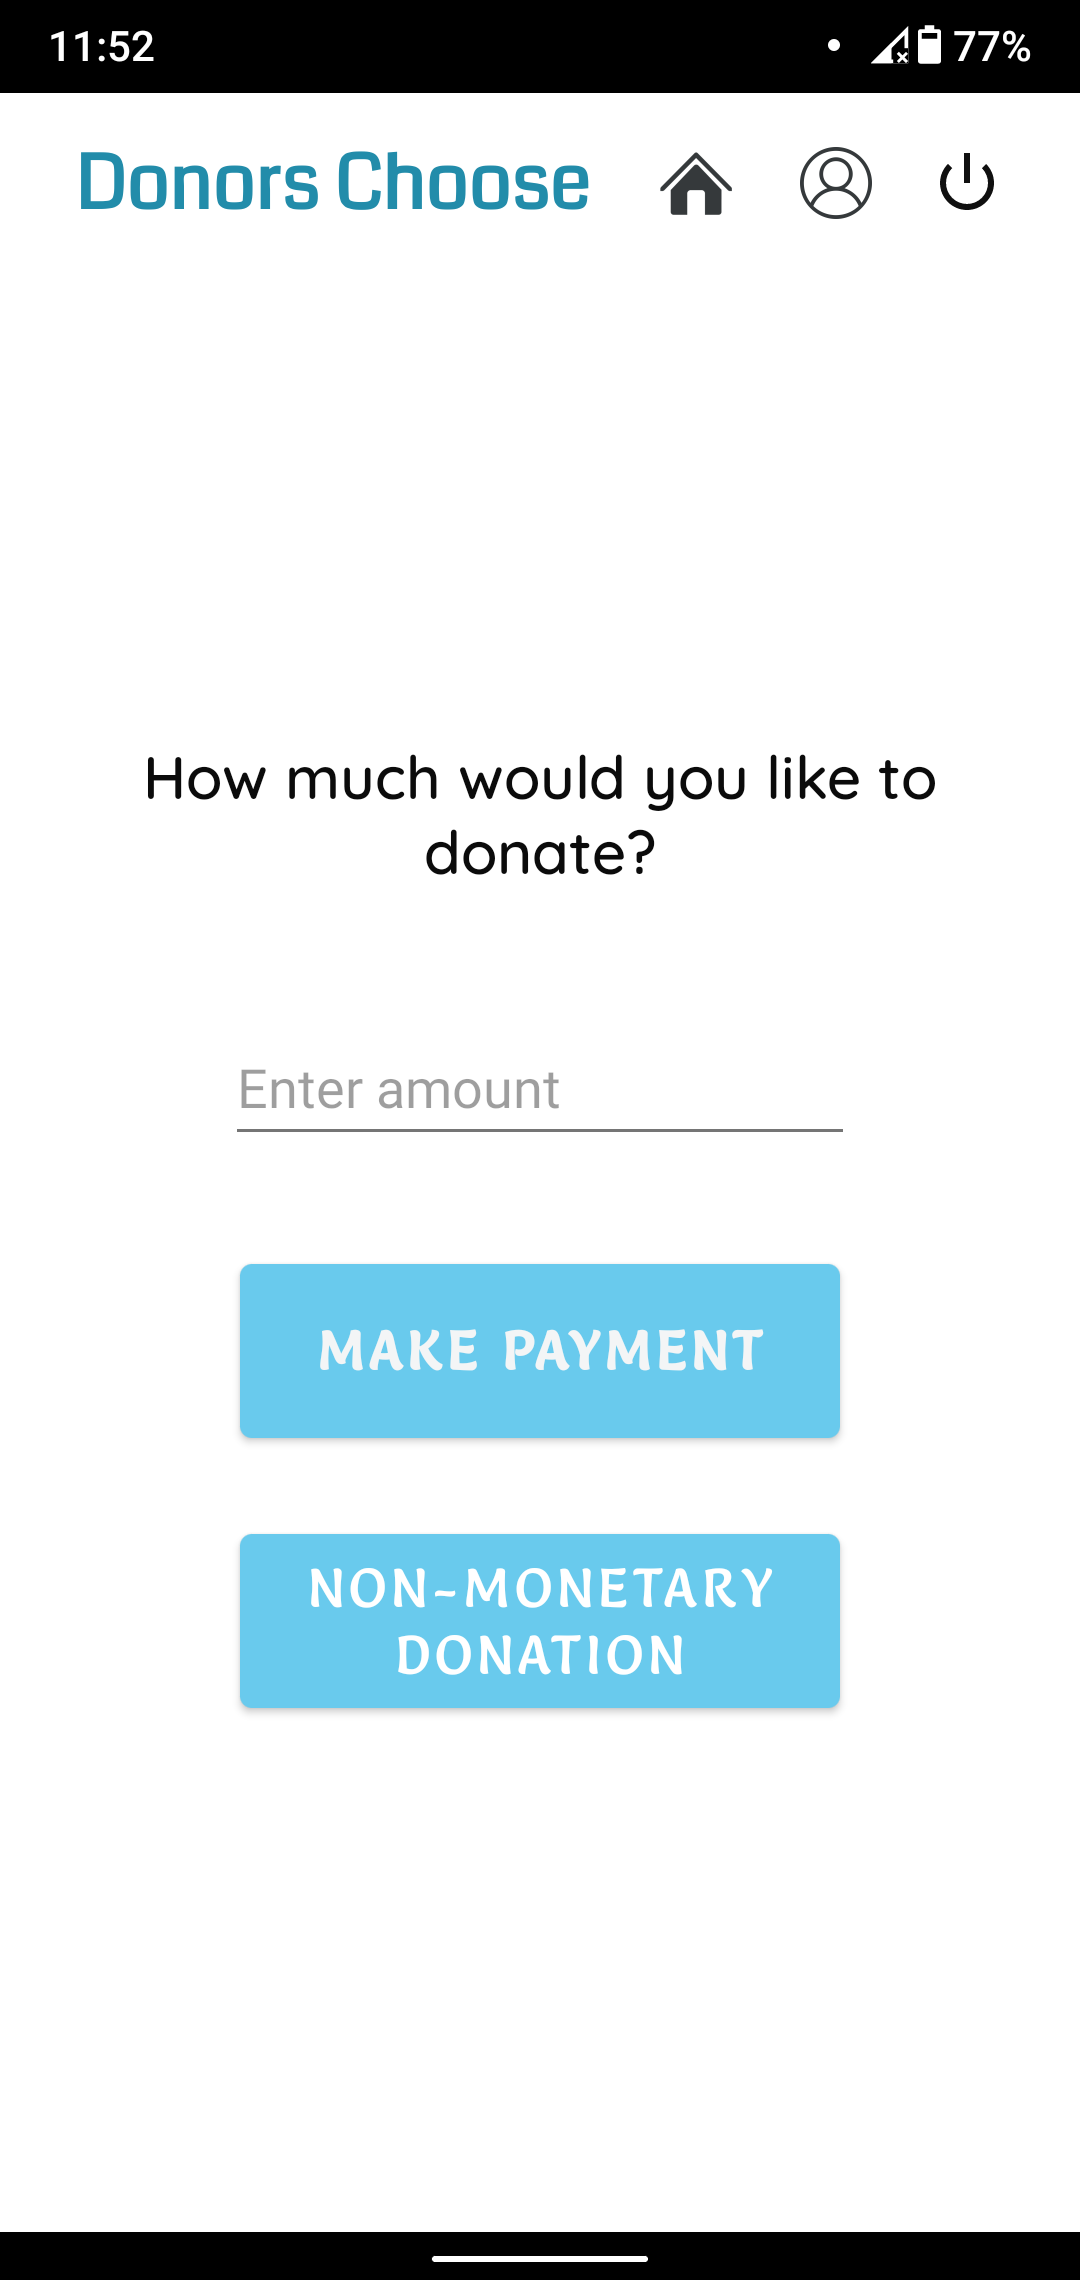 11:52
77%
Donors Choose
How much would you like to
donate?
Enter amount
MAKE PAYMENT
NON-MONETARY
DONATION